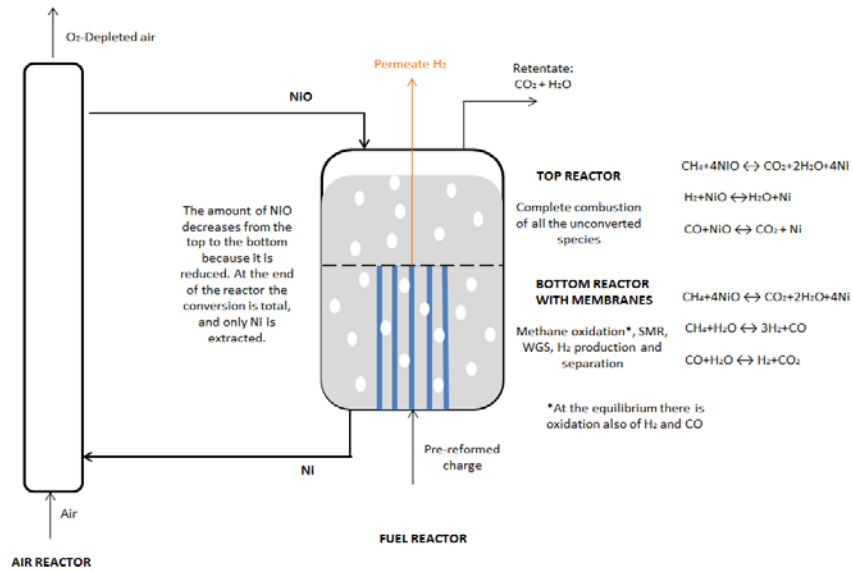 O₂-Depleted air
Permeate H₂
Retentate:
CO₂ + H₂O
NiO
The amount of NiO
decreases from the
top to the bottom
because it is
reduced. At the end
of the reactor the
conversion is total,
and only Ni is
extracted.
TOP REACTOR
Complete combustion
of all the unconverted
species
CH₄+4NiO ↔ CO₂+2H₂O+4Ni
H₂+NiO ↔H₂O+Ni
CO+NiO ↔ CO₂ + Ni
BOTTOM REACTOR
WITH MEMBRANES
Methane oxidation*, SMR,
WGS, H₂ production and
separation
CH₄+4NiO ↔ CO₂+2H₂O+4Ni
CH₄+H₂O ↔ 3H₂+CO
CO+H₂O ↔ H₂+CO₂
*At the equilibrium there is
oxidation also of H₂ and CO
Ni
Pre-reformed
charge
Air
FUEL REACTOR
AIR REACTOR